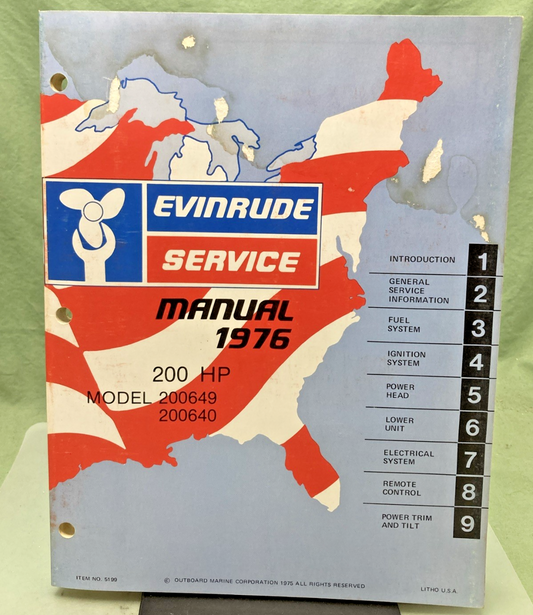 EVINRUDE
SERVICE
MANUAL
1976
200 HP
MODEL 200649
200640
INTRODUCTION 1
GENERAL
SERVICE
INFORMATION 2
FUEL
SYSTEM 3
IGNITION
SYSTEM 4
POWER
HEAD 5
LOWER
UNIT 6
ELECTRICAL
SYSTEM 7
REMOTE
CONTROL 8
POWER TRIM
AND TILT 9
ITEM NO. 5199
© OUTBOARD MARINE CORPORATION 1975 ALL RIGHTS RESERVED
LITHO U.S.A.